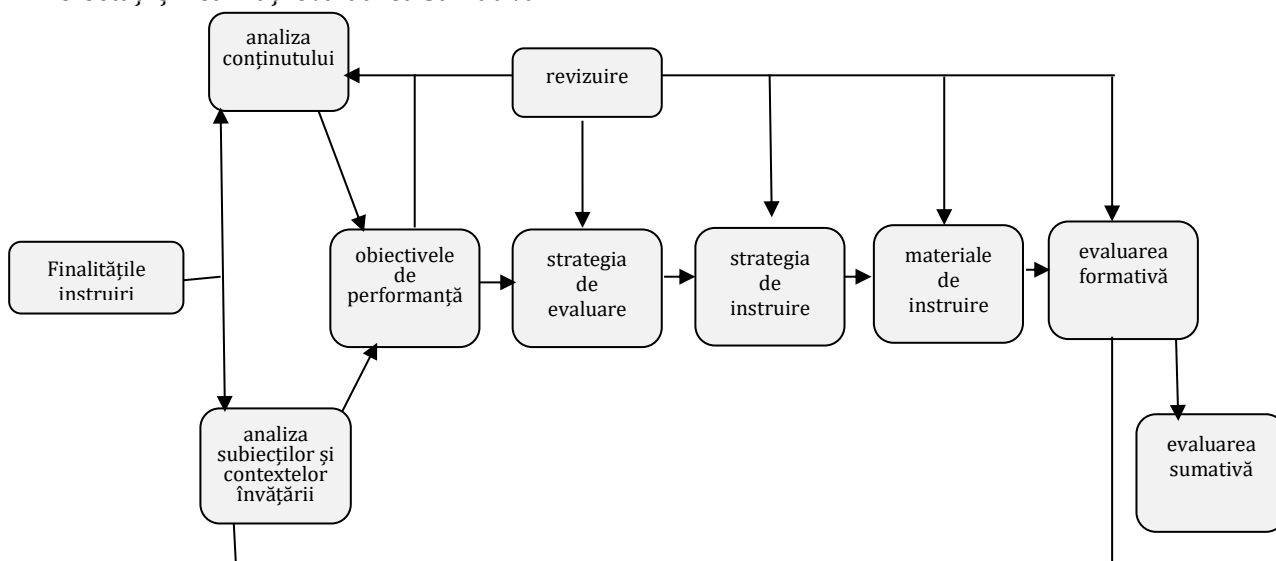 analiza
conținutului
revizuire
Finalitățile
instruiri
obiectivele
de
performanță
strategia
de
evaluare
strategia
de
instruire
materiale
de
instruire
evaluarea
formativă
analiza
subiecților și
contextelor
învățării
evaluarea
sumativă